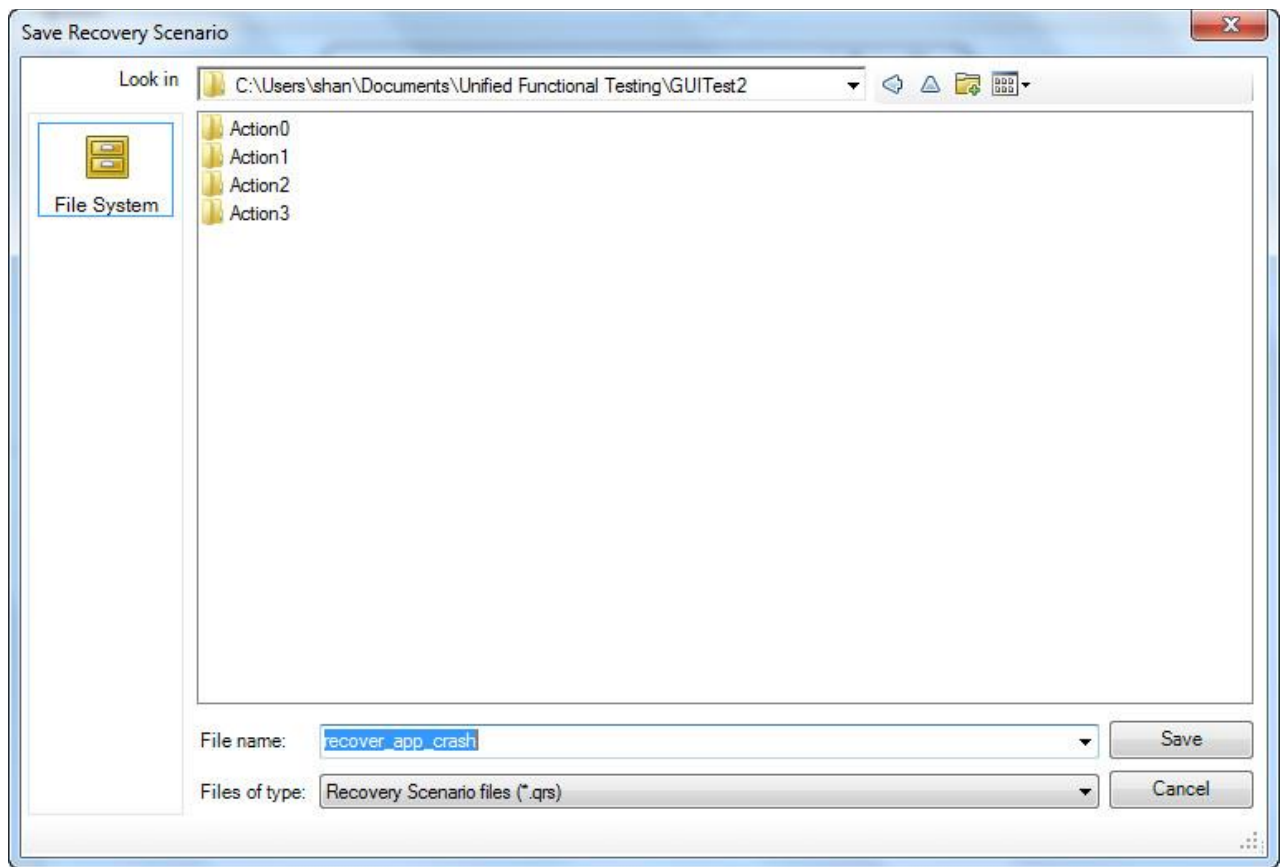 Save Recovery Scenario
Look in
C:\Users\shan\Documents\Unified Functional Testing\GUITest2
File System
Action0
Action1
Action2
Action3
File name:
recover_app_crash
Save
Files of type:
Recovery Scenario files (*.qrs)
Cancel